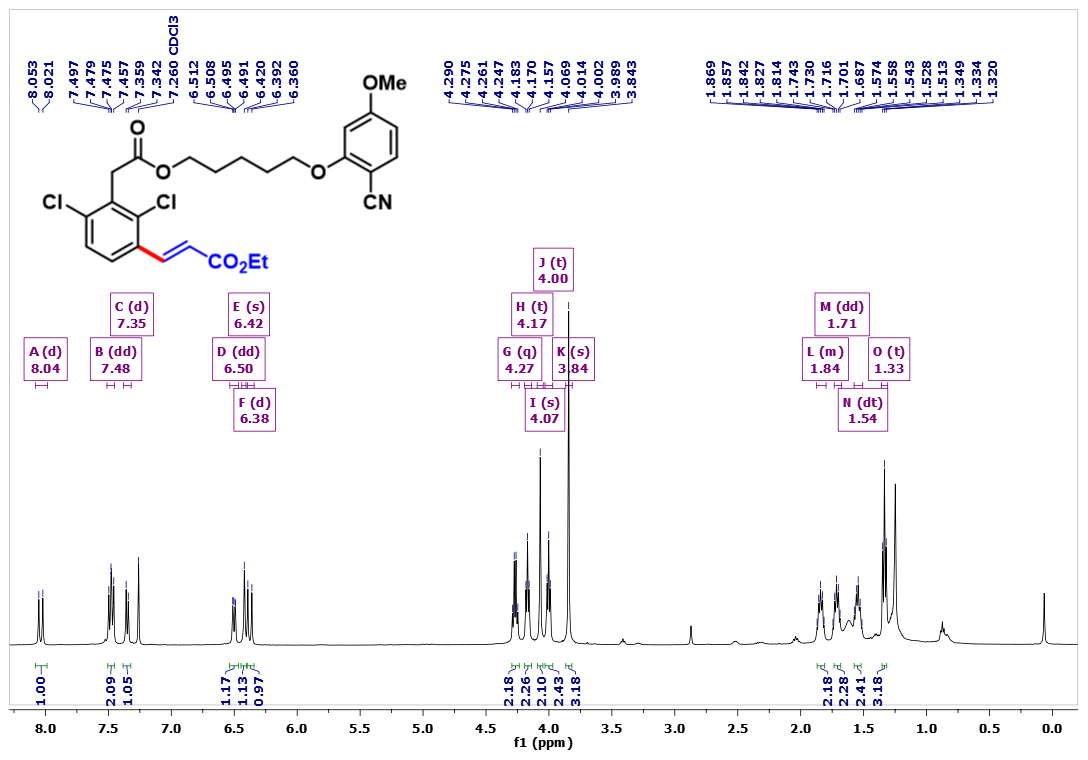 8.053
8.021
7.497
7.479
7.475
7.457
7.359
7.342
7.260 CDCl3
6.512
6.508
6.495
6.491
6.420
6.392
6.360
4.290
4.275
4.261
4.247
4.183
4.170
4.157
4.069
4.014
4.002
3.989
3.843
1.869
1.857
1.842
1.827
1.814
1.743
1.730
1.716
1.701
1.687
1.574
1.558
1.543
1.528
1.513
1.349
1.334
1.320
OMe
O
O
O
CN
Cl
Cl
CO2Et
J (t)
4.00
C (d)
7.35
E (s)
6.42
H (t)
4.17
M (dd)
1.71
A (d)
8.04
B (dd)
7.48
D (dd)
6.50
G (q)
4.27
K (s)
3.84
L (m)
1.84
O (t)
1.33
F (d)
6.38
I (s)
4.07
N (dt)
1.54
1.00
2.09
1.05
1.17
1.13
0.97
2.18
2.26
2.10
2.43
3.18
2.18
2.28
2.41
3.18
8.0 7.5 7.0 6.5 6.0 5.5 5.0 4.5 4.0 3.5 3.0 2.5 2.0 1.5 1.0 0.5 0.0
f1 (ppm)